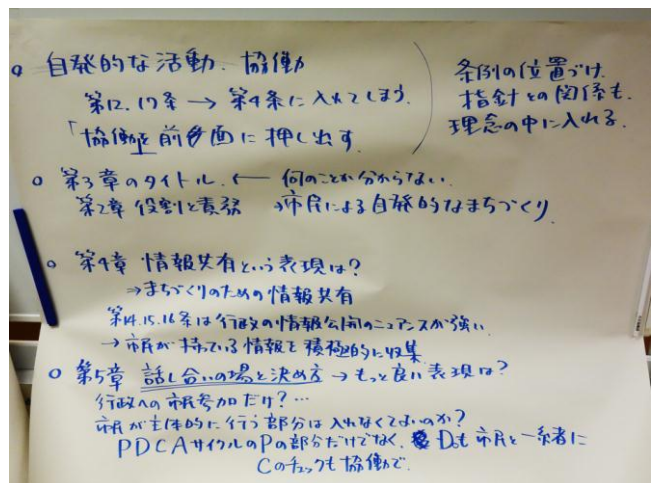 ○ 自発的な活動、協働
第12.17条 → 第4条に入れてしまう.
「協働を前面に押し出す
条例の位置づけ.
指針との関係も.
理念の中に入れる.
○ 第3章のタイトル. ← 何のことか分からない.
第2章 役割と責務 → 市民による自発的なまちづくり
○ 第4章 情報共有という表現は?
⇒まちづくりのための情報共有
第14.15.16条は行政の情報公開のニュアンスが強い.
→ 市民が持っている情報を積極的に収集
○ 第5章 話し合いの場と決め方 → もっと良い表現は?
行政への市民参加だけ?…
市民が主体的に行う部分は入れなくてよいのか?
PDCAサイクルのPの部分だけでなく、Doも市民と一緒に
Cのチェックも協働で.